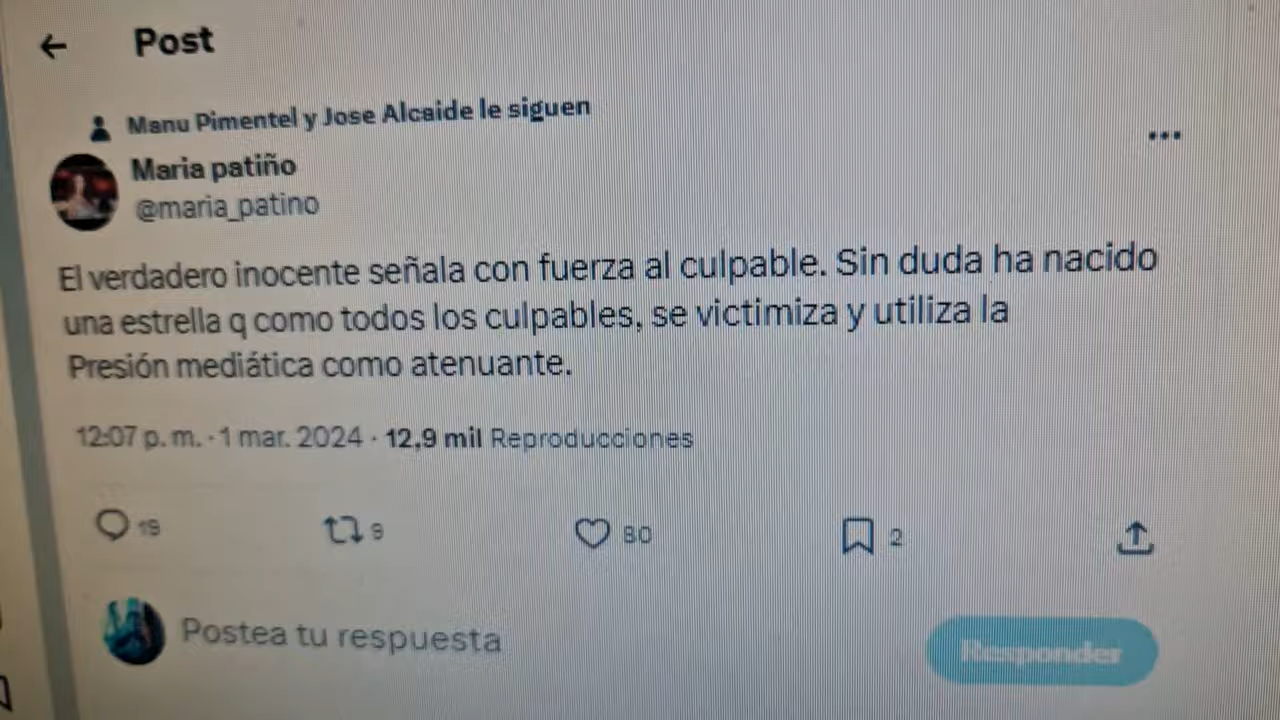 Post
Manu Pimentel y Jose Alcaide le siguen
Maria patiño
@maria_patino
El verdadero inocente señala con fuerza al culpable. Sin duda ha nacido
una estrella q como todos los culpables, se victimiza y utiliza la
Presión mediática como atenuante.
12:07 p. m. · 1 mar. 2024 · 12,9 mil Reproducciones
19 9 80 2
Postea tu respuesta
Responder